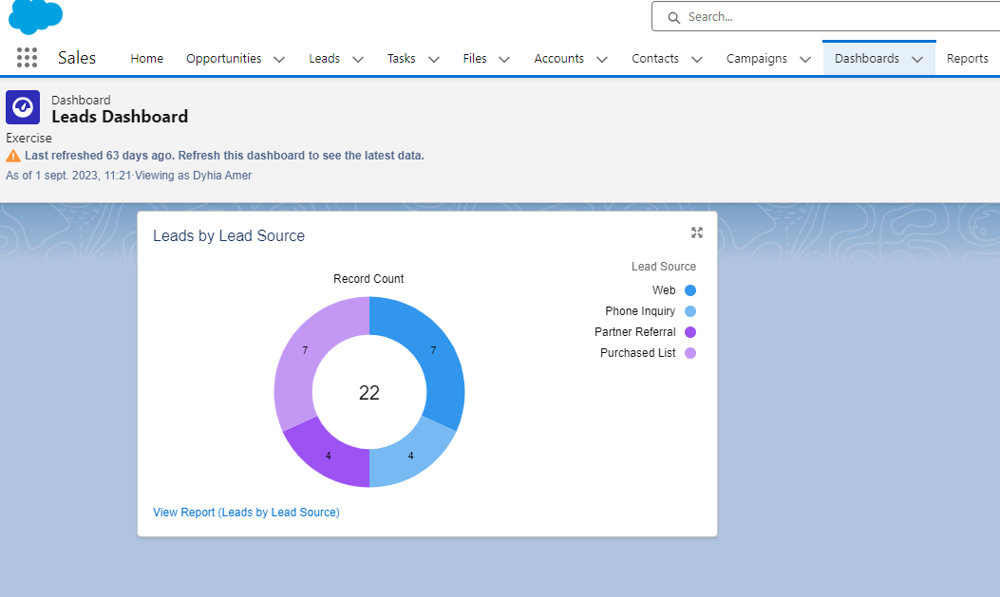 Search...
Sales Home Opportunities Leads Tasks Files Accounts Contacts Campaigns Dashboards Reports
Dashboard
Leads Dashboard
Exercise
Last refreshed 63 days ago. Refresh this dashboard to see the latest data.
As of 1 sept. 2023, 11:21·Viewing as Dyhia Amer
Leads by Lead Source
Lead Source
Record Count
Web
Phone Inquiry
Partner Referral
Purchased List
7 7
22
4 4
View Report (Leads by Lead Source)